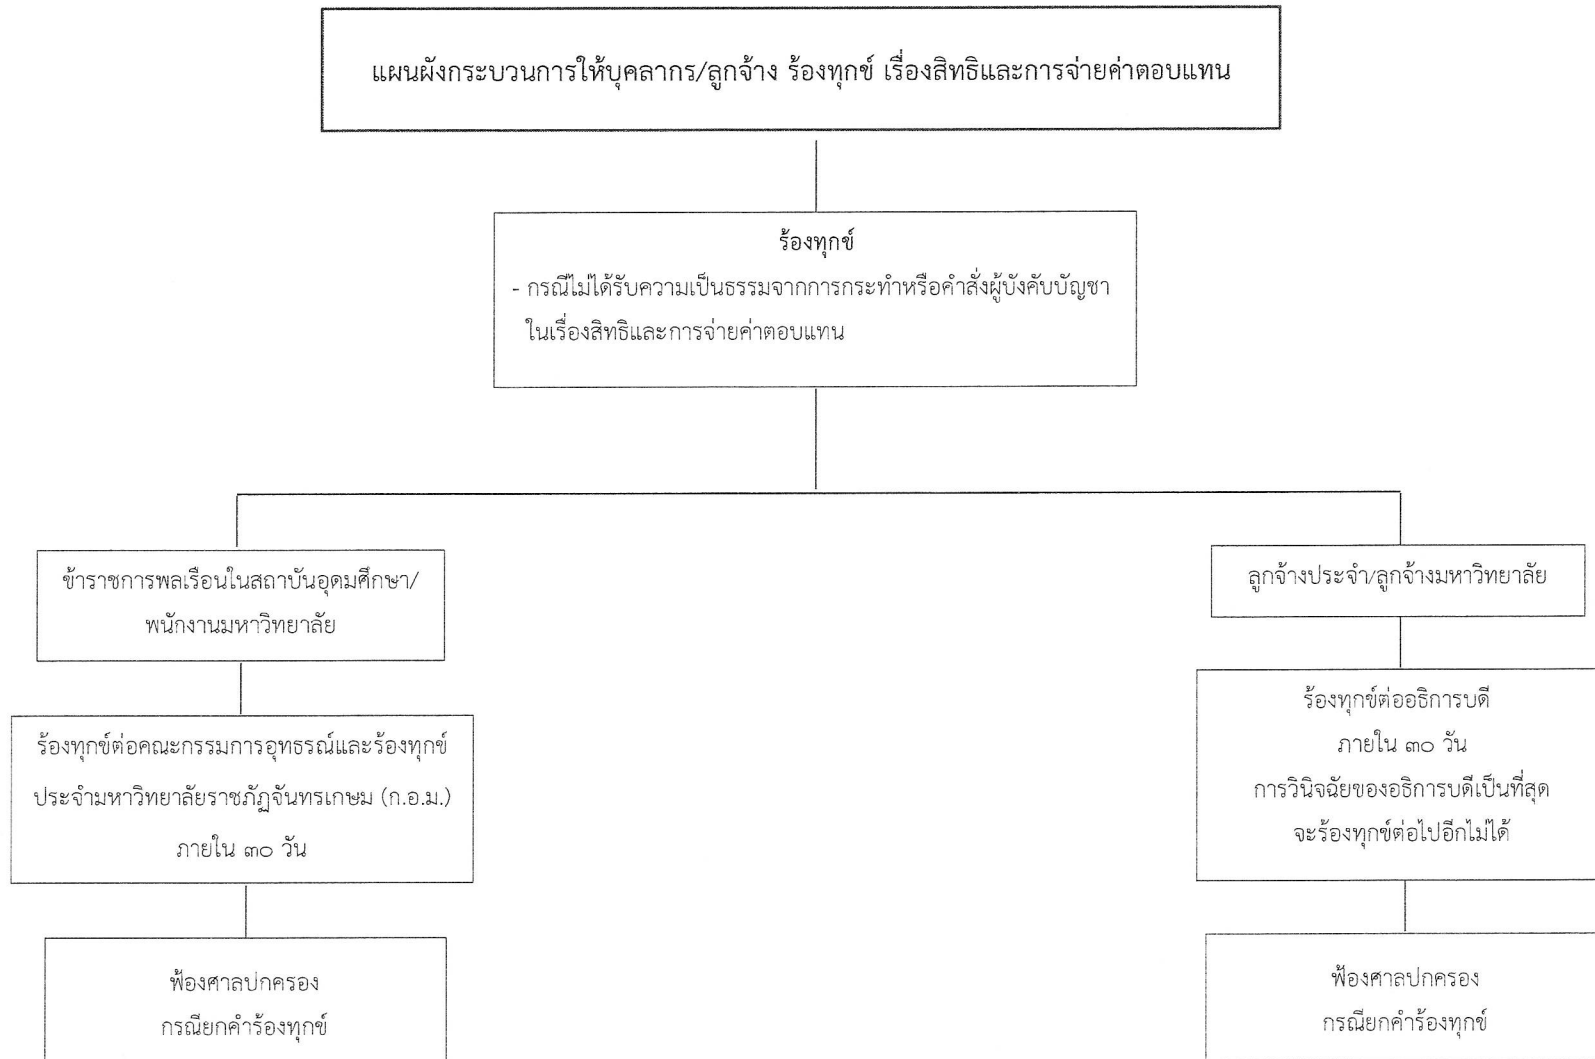 แผนผังกระบวนการให้บุคลากร/ลูกจ้าง ร้องทุกข์ เรื่องสิทธิและการจ่ายค่าตอบแทน
ร้องทุกข์
- กรณีไม่ได้รับความเป็นธรรมจากการกระทำหรือคำสั่งผู้บังคับบัญชา
ในเรื่องสิทธิและการจ่ายค่าตอบแทน
ข้าราชการพลเรือนในสถาบันอุดมศึกษา/
พนักงานมหาวิทยาลัย
ร้องทุกข์ต่อคณะกรรมการอุทธรณ์และร้องทุกข์
ประจำมหาวิทยาลัยราชภัฏจันทรเกษม (ก.อ.ม.)
ภายใน ๓๐ วัน
ฟ้องศาลปกครอง
กรณียกคำร้องทุกข์
ลูกจ้างประจำ/ลูกจ้างมหาวิทยาลัย
ร้องทุกข์ต่ออธิการบดี
ภายใน ๓๐ วัน
การวินิจฉัยของอธิการบดีเป็นที่สุด
จะร้องทุกข์ต่อไปอีกไม่ได้
ฟ้องศาลปกครอง
กรณียกคำร้องทุกข์